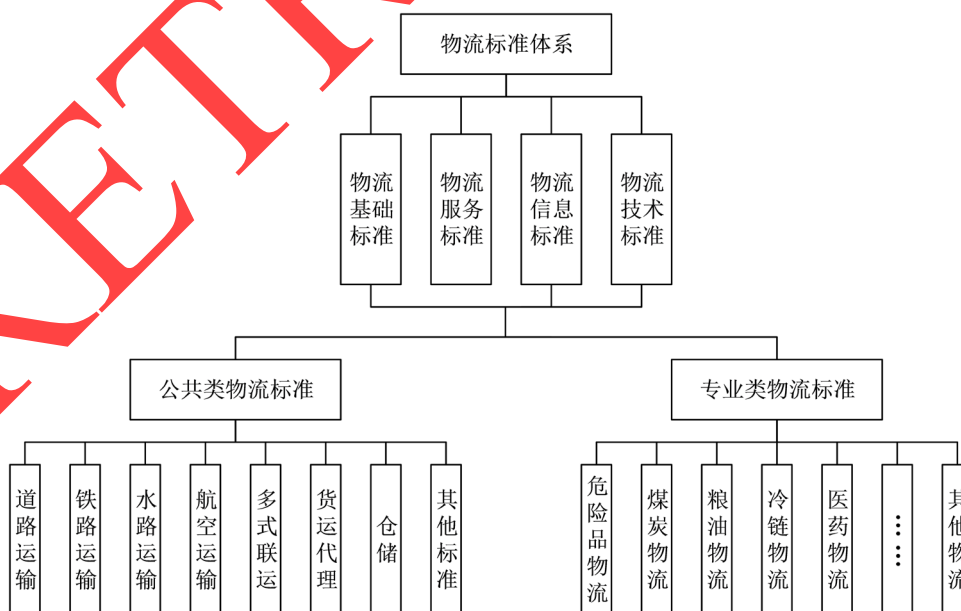 物流标准体系
物流
基础
标准
物流
服务
标准
物流
信息
标准
物流
技术
标准
公共类物流标准
专业类物流标准
道路运输
铁路运输
水路运输
航空运输
多式联运
货运代理
仓储
其他标准
危险品物流
煤炭物流
粮油物流
冷链物流
医药物流
……
其他物流